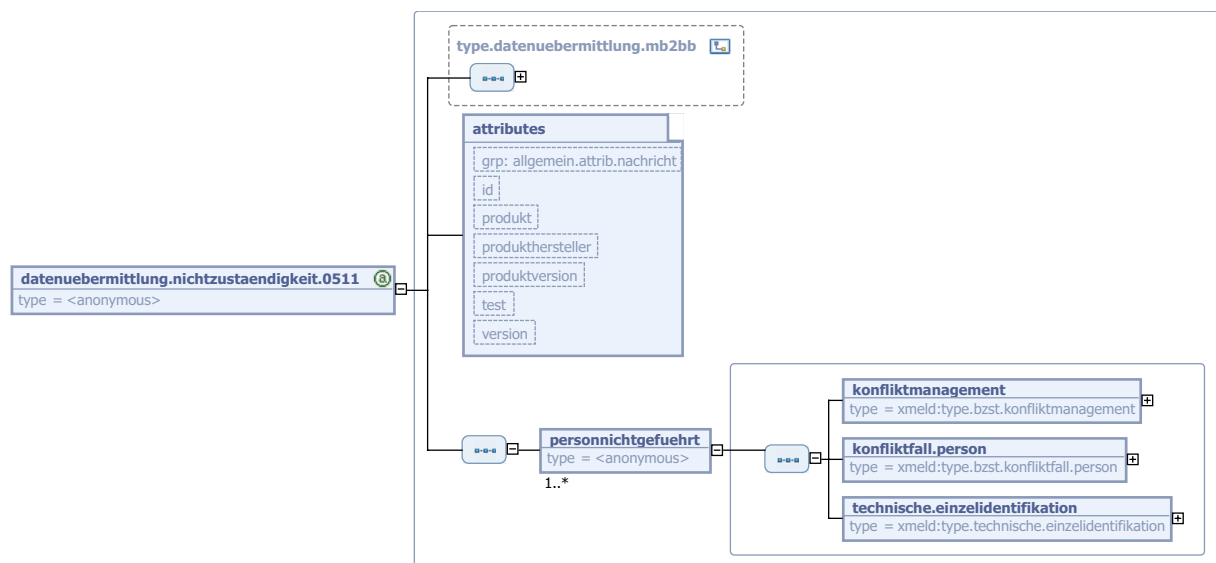 type.datenuebermittlung.mb2bb
attributes
grp: allgemein.attrib.nachricht
id
produkt
produkthersteller
produktversion
test
version
datenuebermittlung.nichtzustaendigkeit.0511 @
type = <anonymous>
personnichtgefuehrt
type = <anonymous>
1..*
konfliktmanagement
type = xmeld:type.bzst.konfliktmanagement
konfliktfall.person
type = xmeld:type.bzst.konfliktfall.person
technische.einzelidentifikation
type = xmeld:type.technische.einzelidentifikation